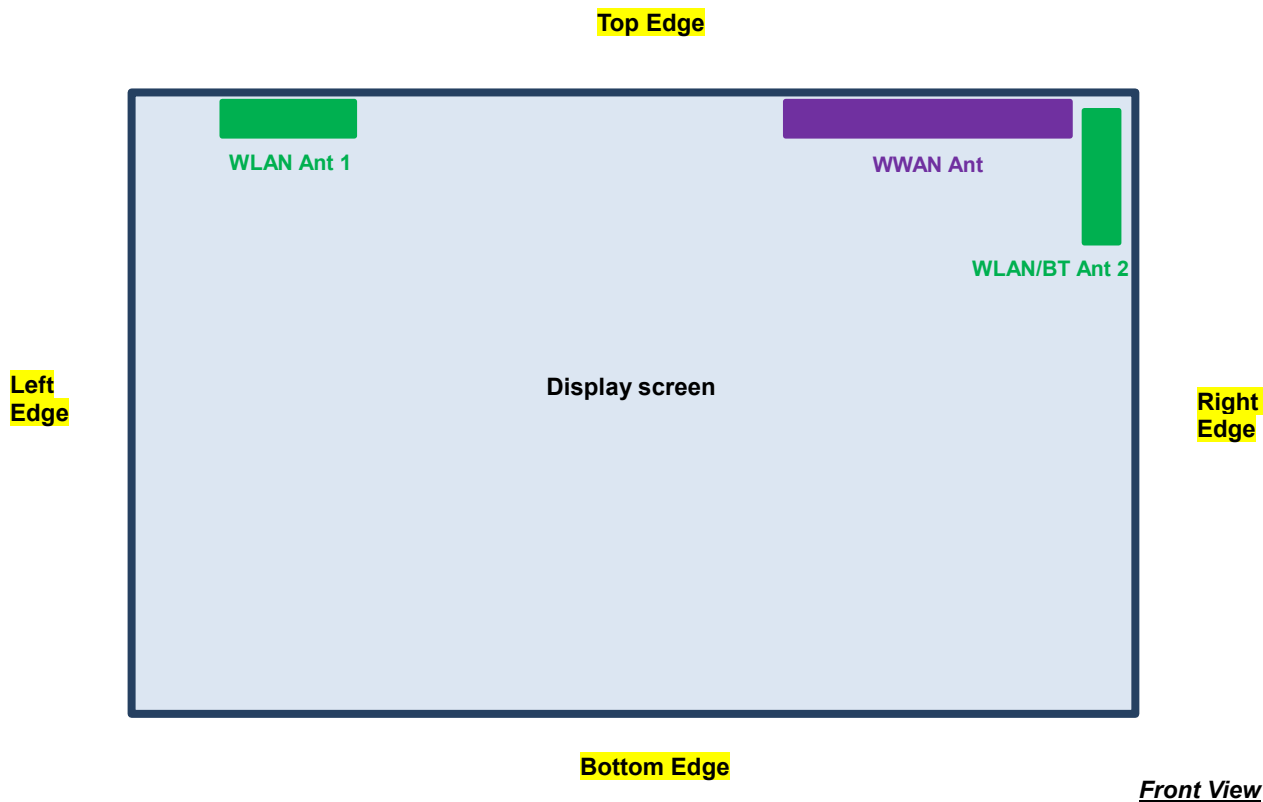 Top Edge
WLAN Ant 1
WWAN Ant
WLAN/BT Ant 2
Left
Edge
Display screen
Right
Edge
Bottom Edge
Front View